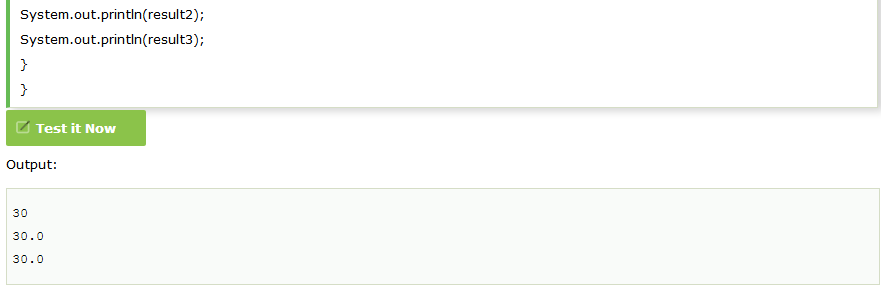 System.out.println(result2);
System.out.println(result3);
}
}
Test it Now
Output:
30
30.0
30.0